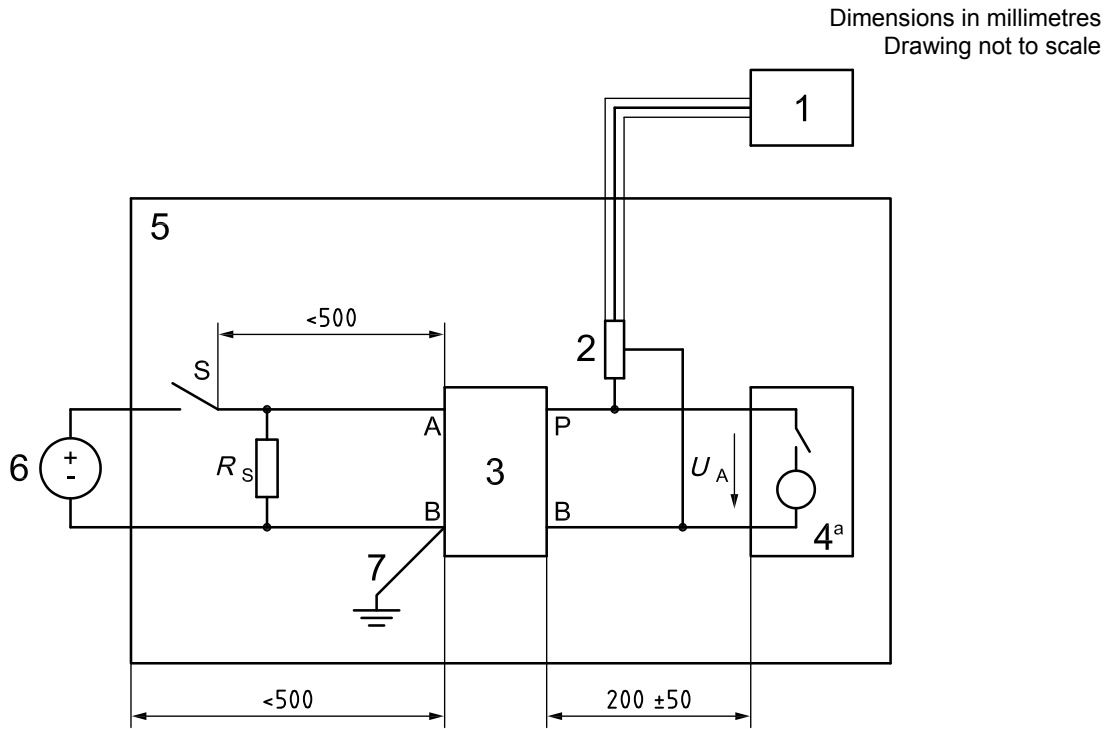 Dimensions in millimetres
Drawing not to scale
1
5
<500
2
S
A
P
6
+
-
R S
3
U A
B
B
4a
7
<500
200 ±50